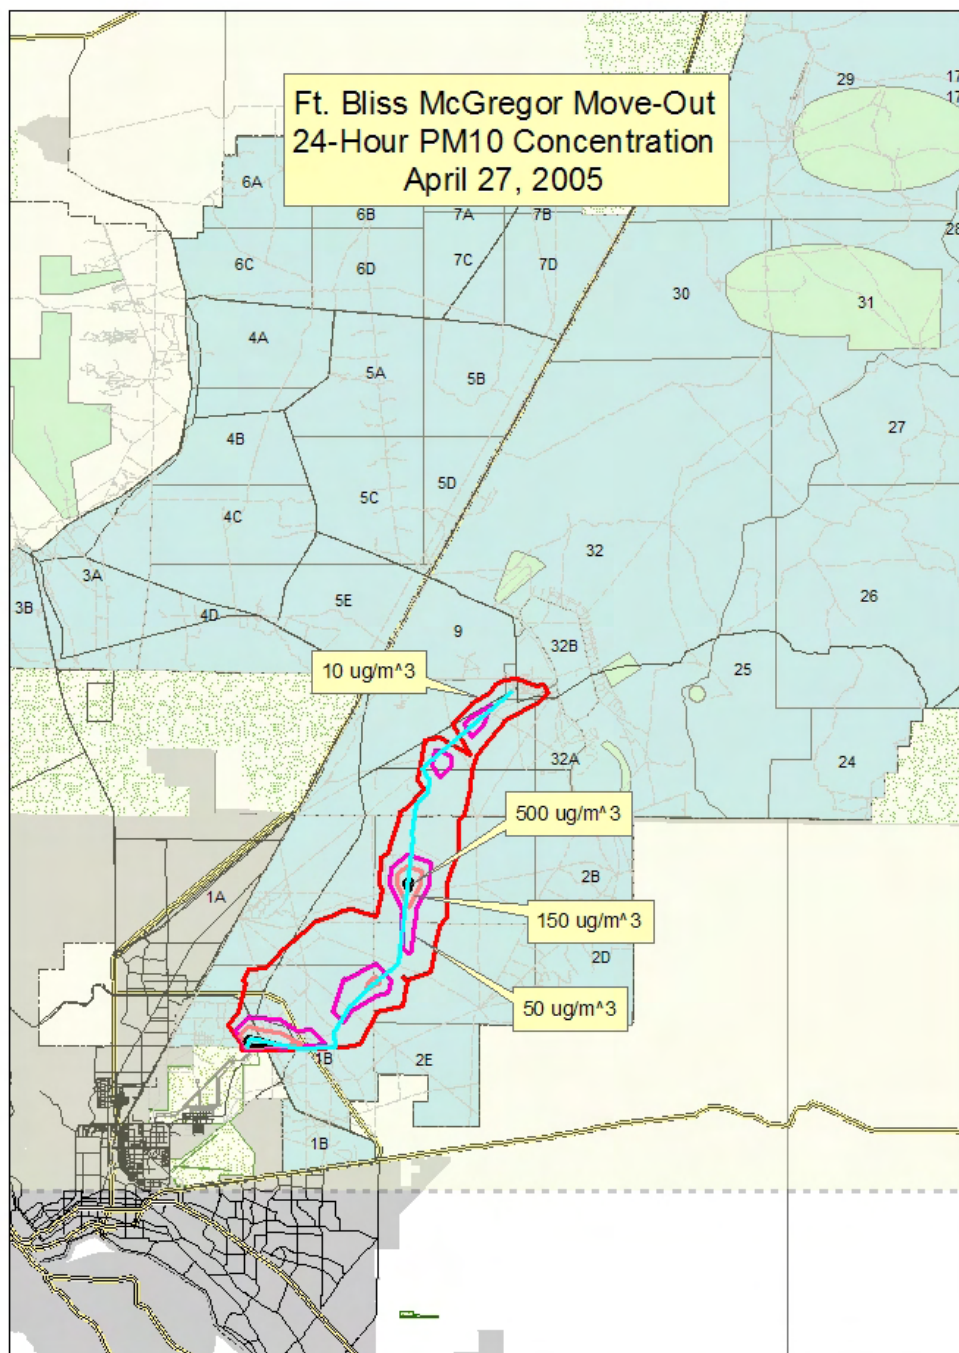 Ft. Bliss McGregor Move-Out
24-Hour PM10 Concentration
April 27, 2005
29
17
17
6A
6B
7A
7B
28
6C
6D
7C
7D
30
31
4A
5A
5B
4B
27
5C
5D
4C
32
3A
5E
26
3B
4D
9
32B
10 ug/m^3
25
32A
24
500 ug/m^3
1A
2B
150 ug/m^3
2D
50 ug/m^3
1B
2E
1B